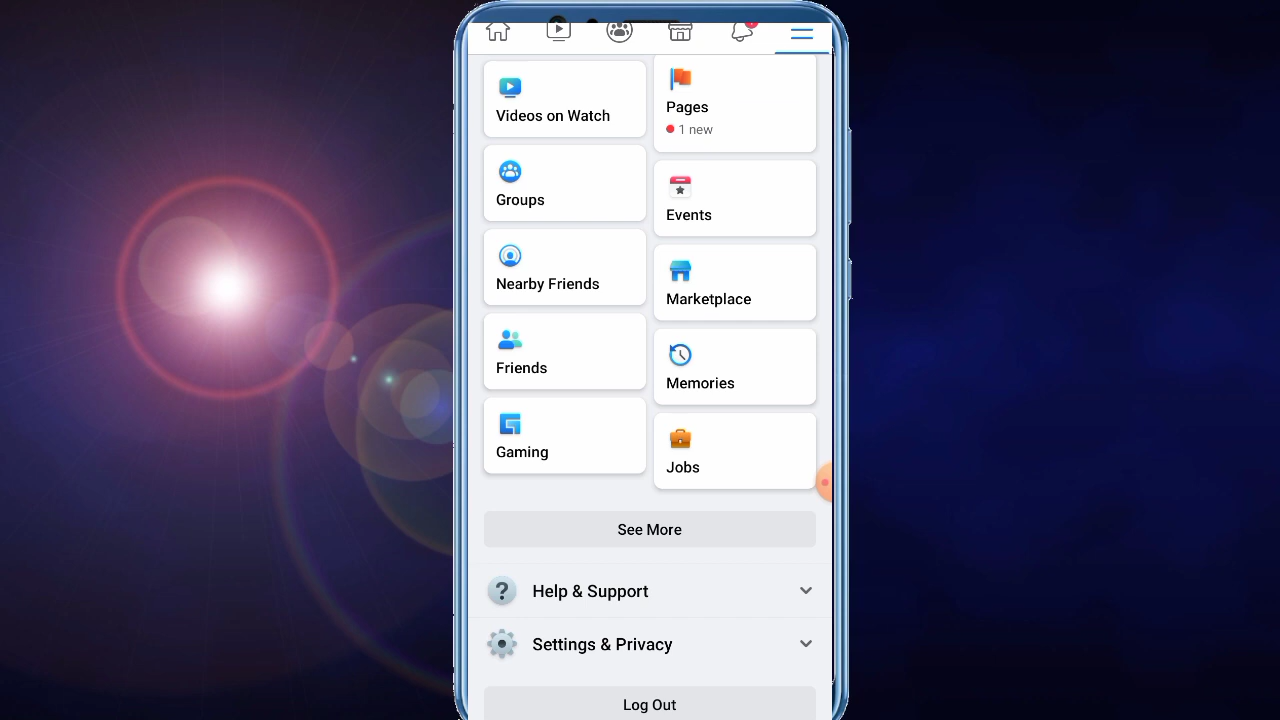 Videos on Watch
Pages
1 new
Groups
Events
Nearby Friends
Marketplace
Friends
Memories
Gaming
Jobs
See More
Help & Support
Settings & Privacy
Log Out